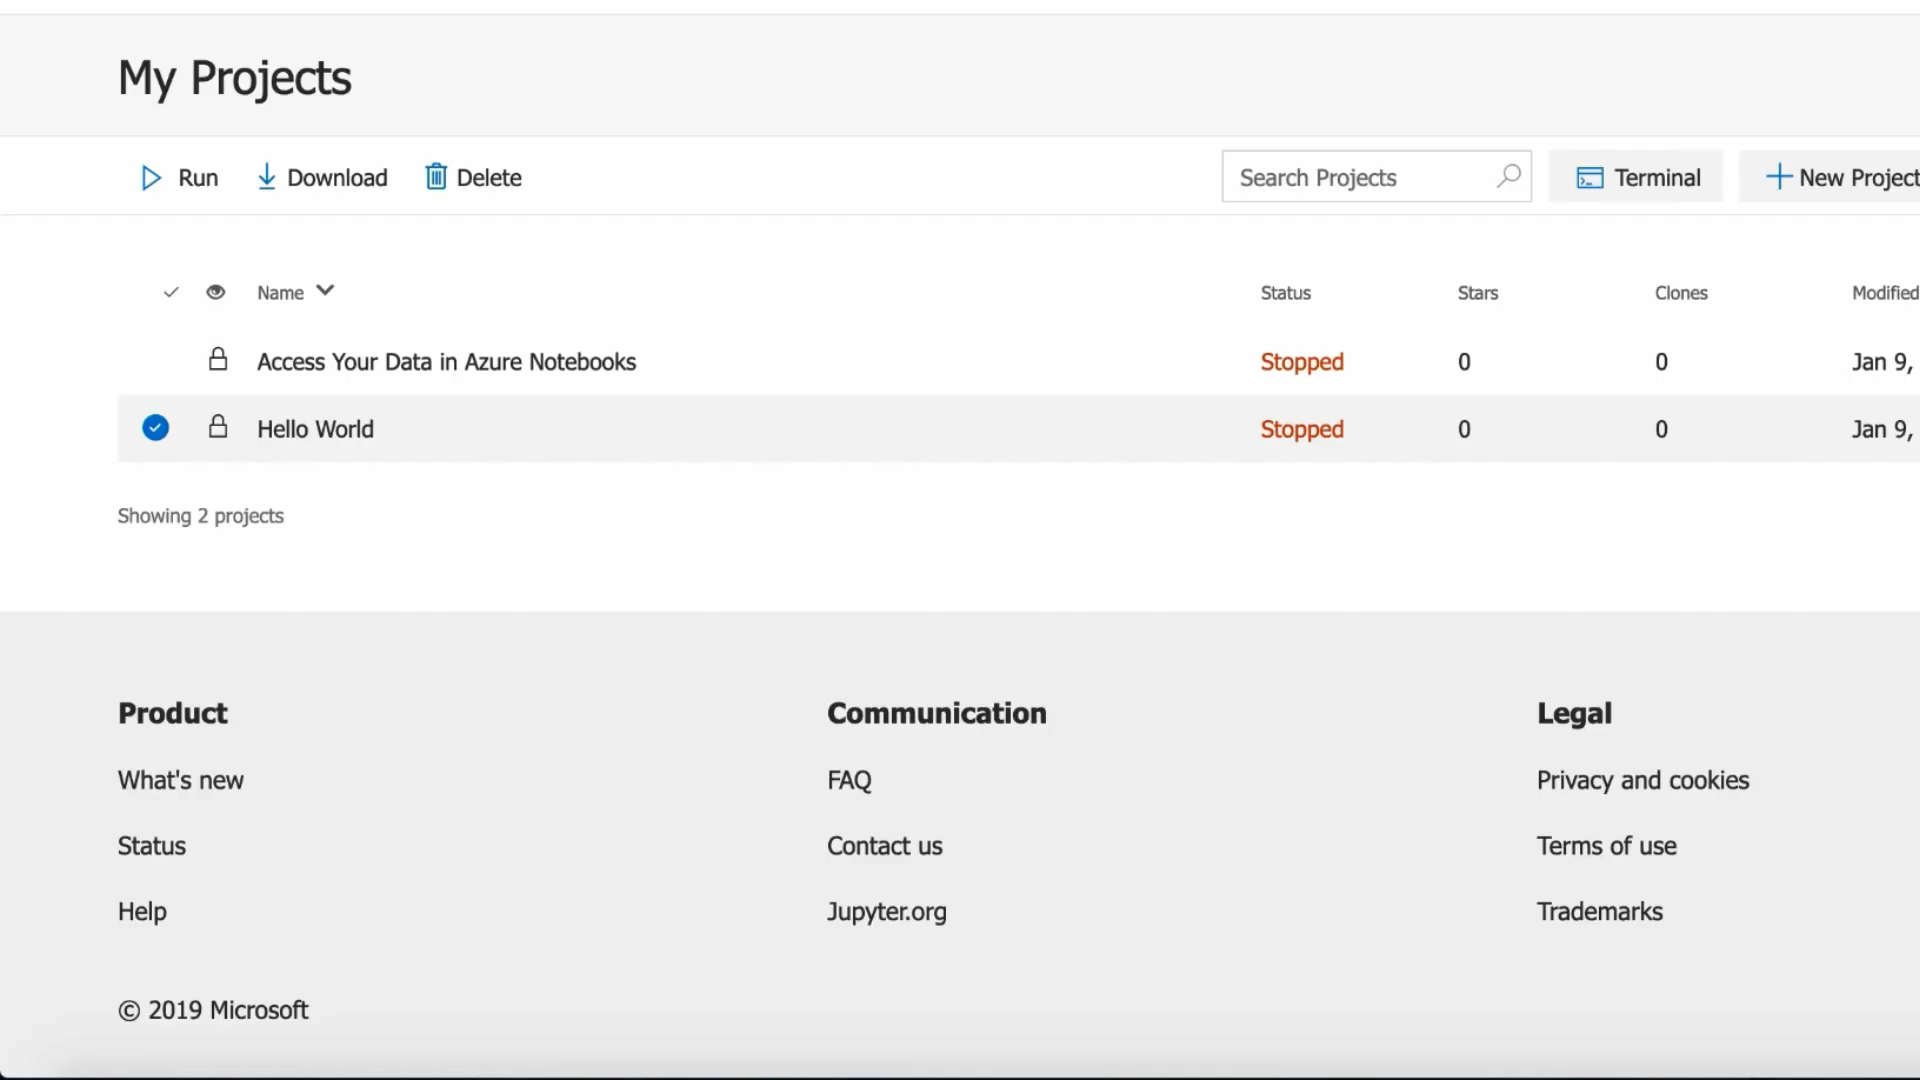 My Projects
Run Download Delete Search Projects Terminal New Project
Name Status Stars Clones Modified
Access Your Data in Azure Notebooks Stopped 0 0 Jan 9,
Hello World Stopped 0 0 Jan 9,
Showing 2 projects
Product Communication Legal
What's new FAQ Privacy and cookies
Status Contact us Terms of use
Help Jupyter.org Trademarks
© 2019 Microsoft